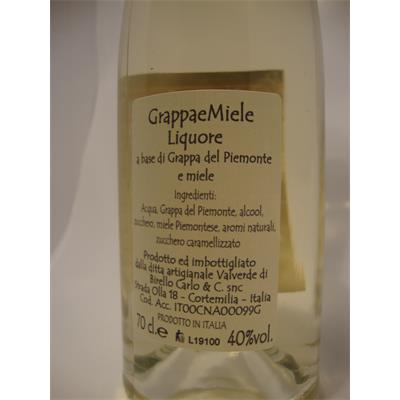 GrappaeMiele
Liquore
a base di Grappa del Piemonte
e miele
Ingredienti:
Acqua, Grappa del Piemonte, alcool,
zucchero, miele Piemontese, aromi naturali,
zucchero caramellizzato
Prodotto ed imbottigliato
dalla ditta artigianale Valverde di
Birello Carlo & C. snc
Strada Olla 18 - Cortemilia - Italia
Cod. Acc. IT00CNA00099G
PRODOTTO IN ITALIA
70 cl.e L19100 40%vol.